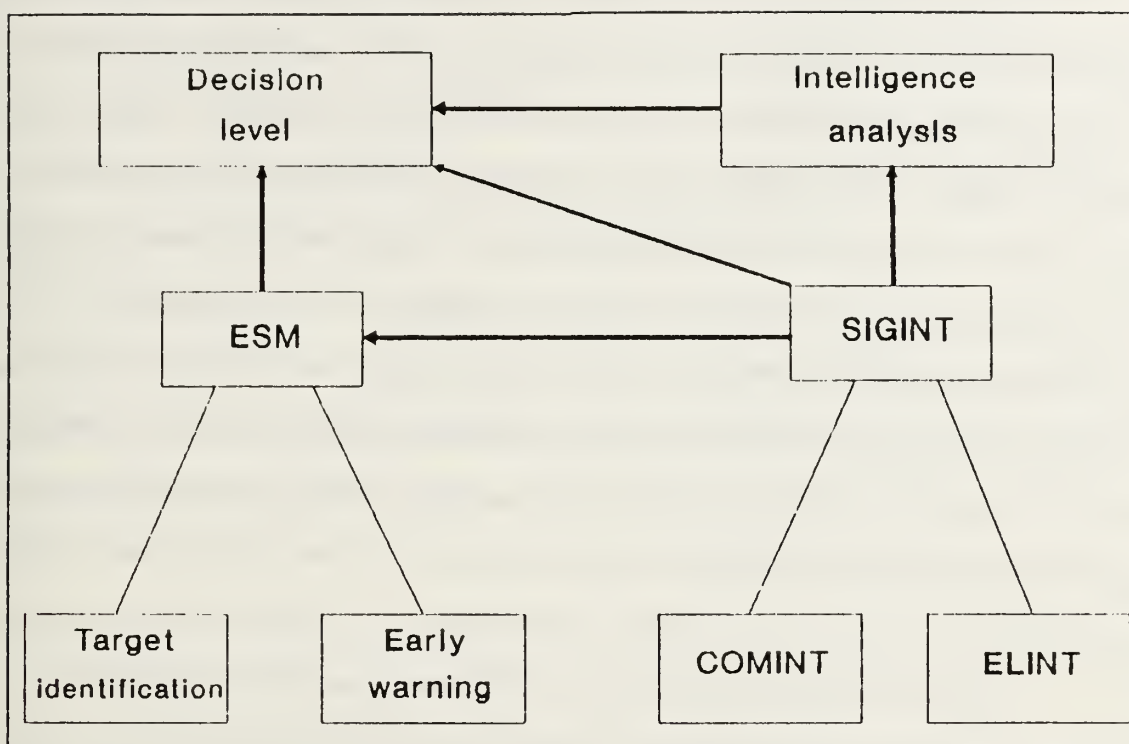 Decision
level
Intelligence
analysis
ESM
SIGINT
Target
identification
Early
warning
COMINT
ELINT